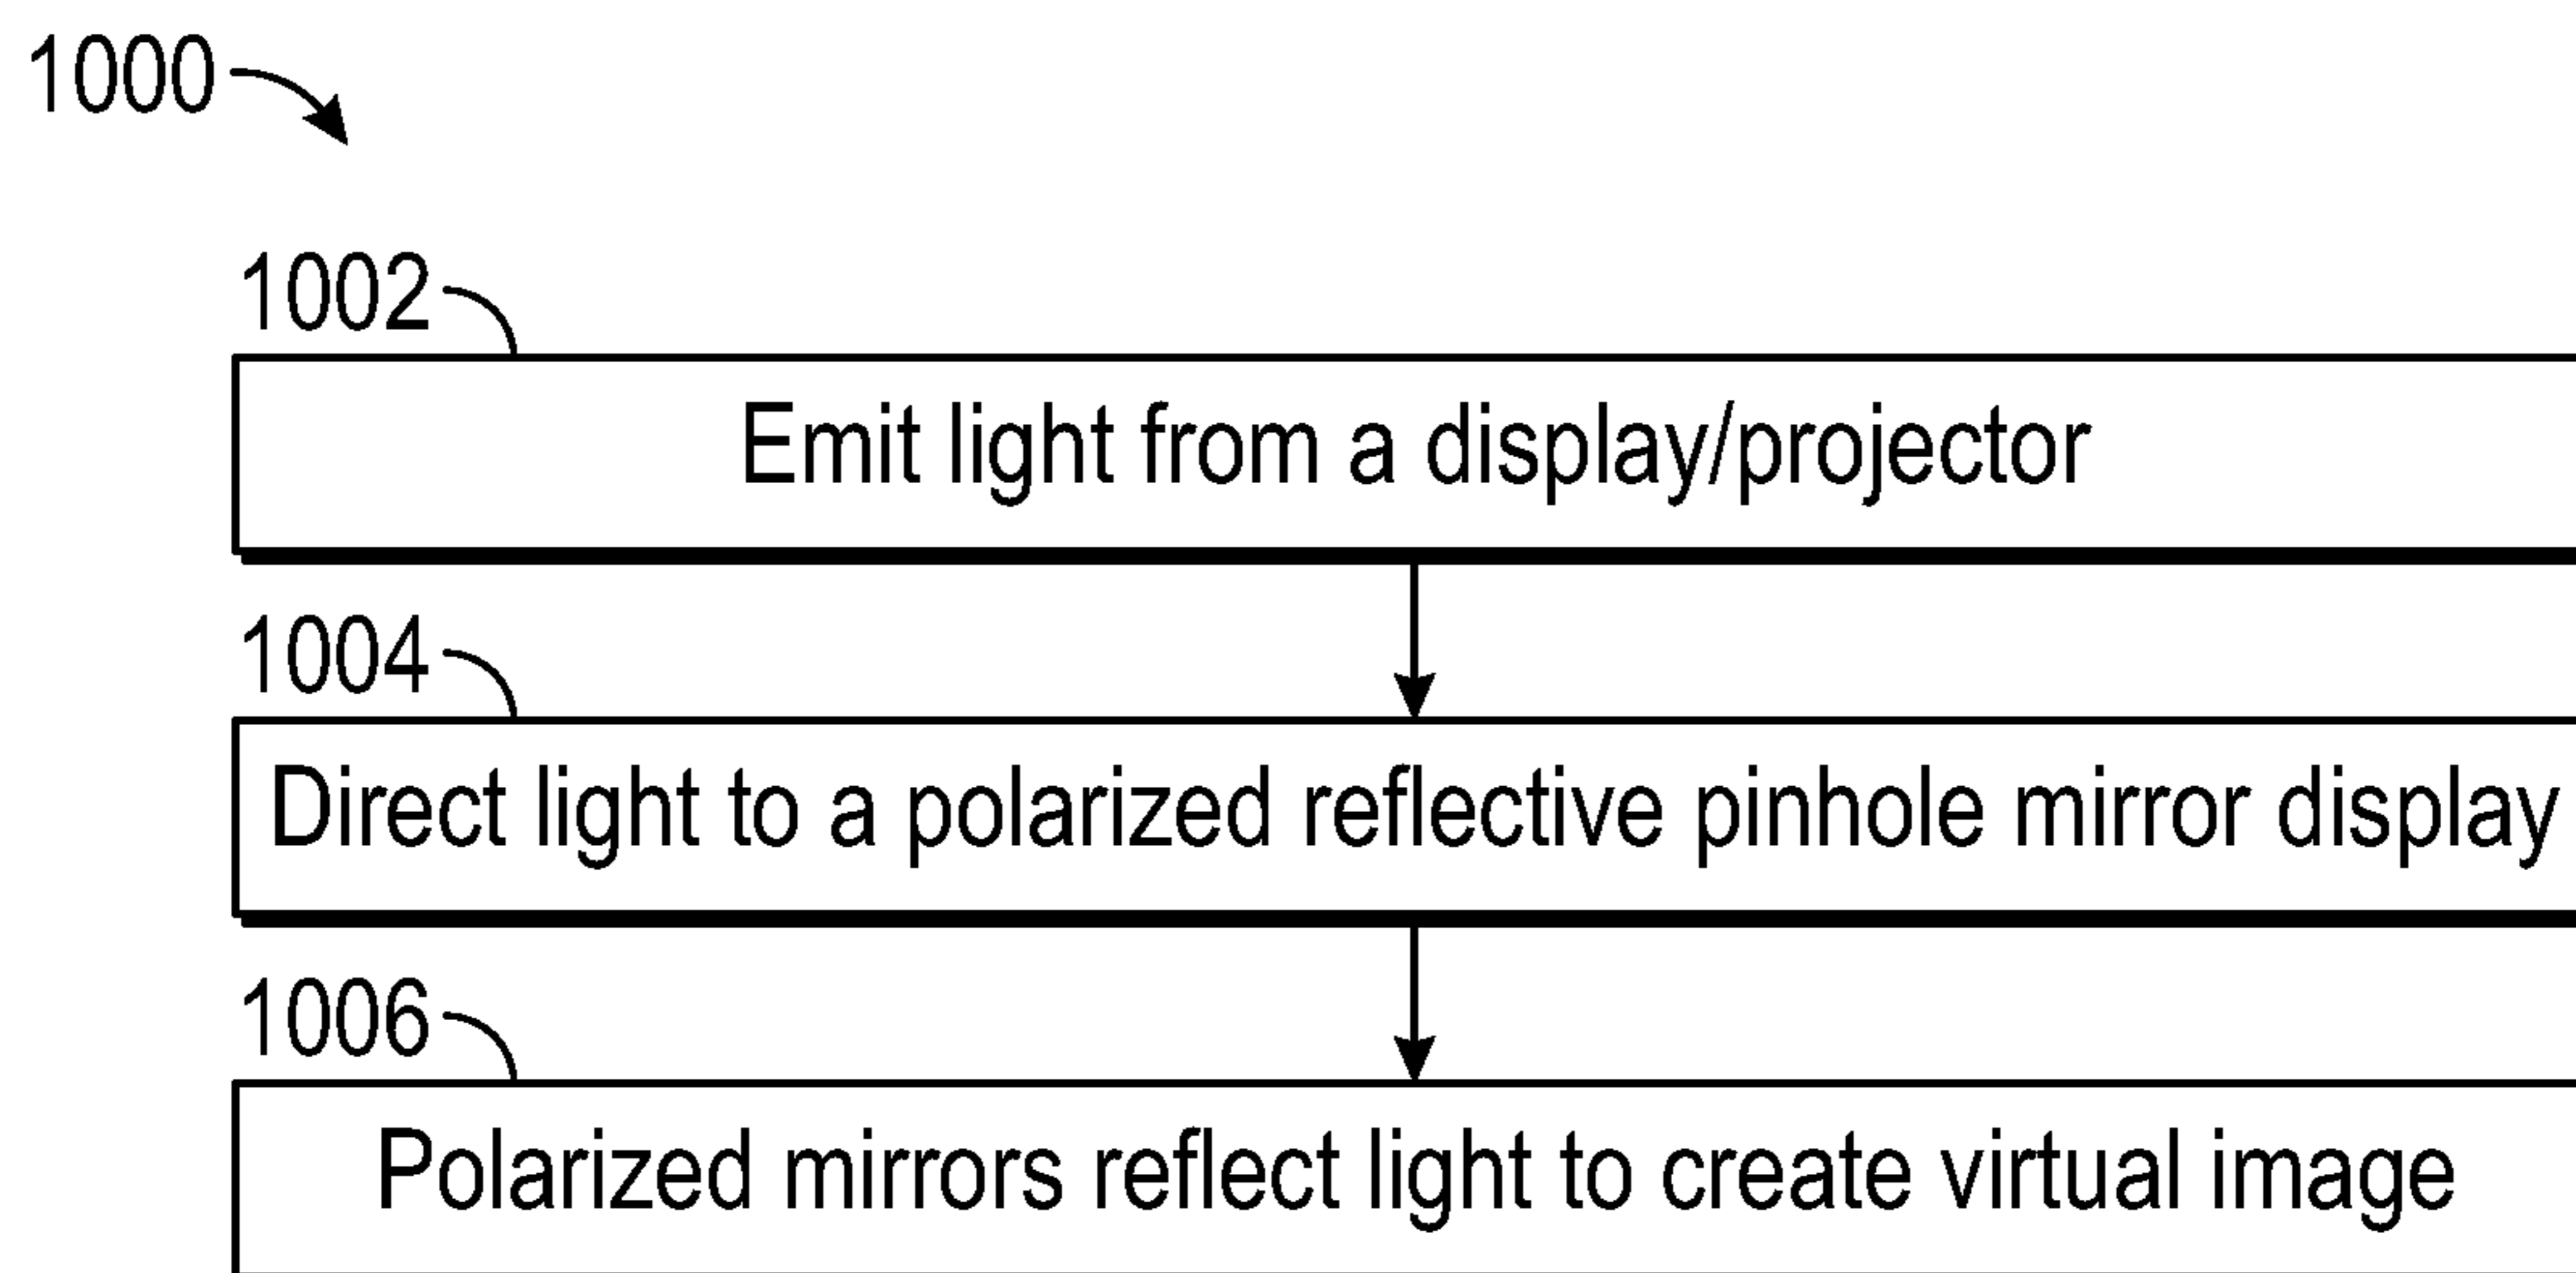 1000
1002
Emit light from a display/projector
1004
Direct light to a polarized reflective pinhole mirror display
1006
Polarized mirrors reflect light to create virtual image